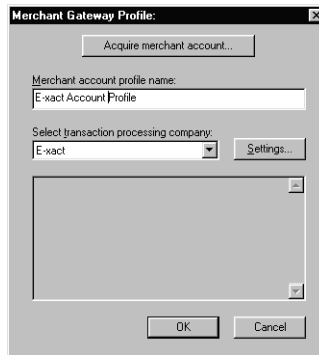 Merchant Gateway Profile:
Acquire merchant account...
Merchant account profile name:
E-xact Account Profile
Select transaction processing company:
E-xact
Settings...
OK
Cancel